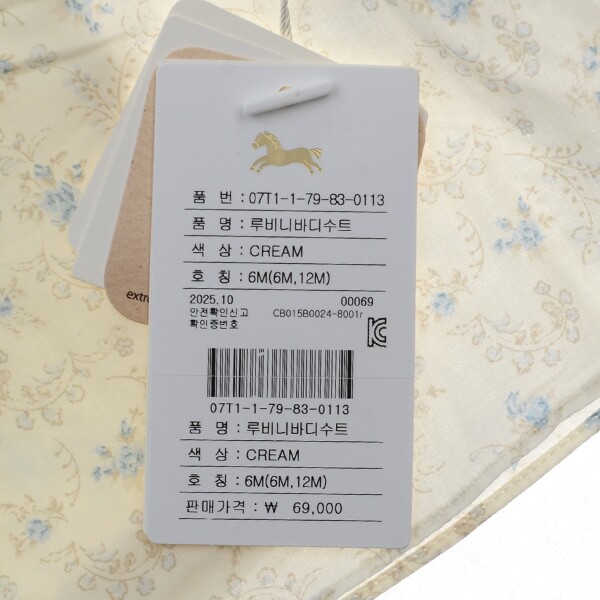 품 번 : 07T1-1-79-83-0113
품 명 : 루비니바디수트
색 상 : CREAM
호 칭 : 6M(6M,12M)
2025.10 00069
안전확인신고 CB015B0024-8001r
확인증번호
07T1-1-79-83-0113
품 명 : 루비니바디수트
색 상 : CREAM
호 칭 : 6M(6M,12M)
판매가격 : ₩ 69,000
extr